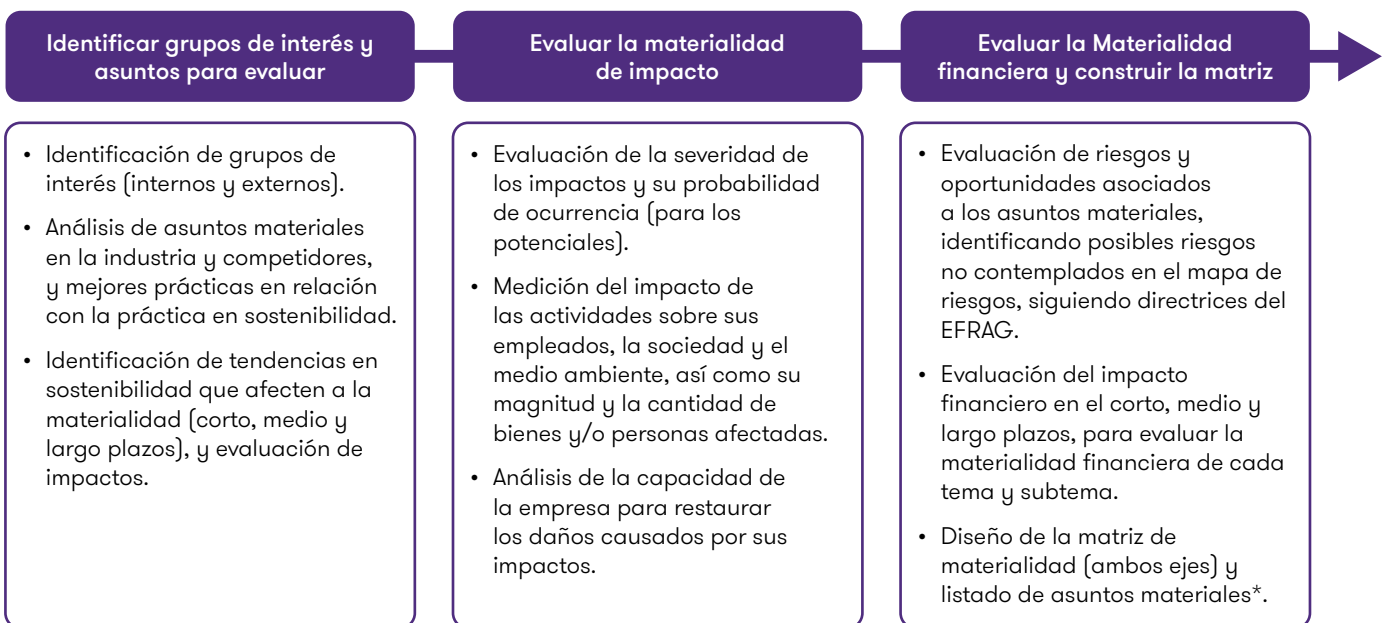 Identificar grupos de interés y
asuntos para evaluar
Evaluar la materialidad
de impacto
Evaluar la Materialidad
financiera y construir la matriz
• Identificación de grupos de
interés (internos y externos).
• Análisis de asuntos materiales
en la industria y competidores,
y mejores prácticas en relación
con la práctica en sostenibilidad.
• Identificación de tendencias en
sostenibilidad que afecten a la
materialidad (corto, medio y
largo plazos), y evaluación de
impactos.
• Evaluación de la severidad de
los impactos y su probabilidad
de ocurrencia (para los
potenciales).
• Medición del impacto de
las actividades sobre sus
empleados, la sociedad y el
medio ambiente, así como su
magnitud y la cantidad de
bienes y/o personas afectadas.
• Análisis de la capacidad de
la empresa para restaurar
los daños causados por sus
impactos.
• Evaluación de riesgos y
oportunidades asociados
a los asuntos materiales,
identificando posibles riesgos
no contemplados en el mapa de
riesgos, siguiendo directrices del
EFRAG.
• Evaluación del impacto
financiero en el corto, medio y
largo plazos, para evaluar la
materialidad financiera de cada
tema y subtema.
• Diseño de la matriz de
materialidad (ambos ejes) y
listado de asuntos materiales*.